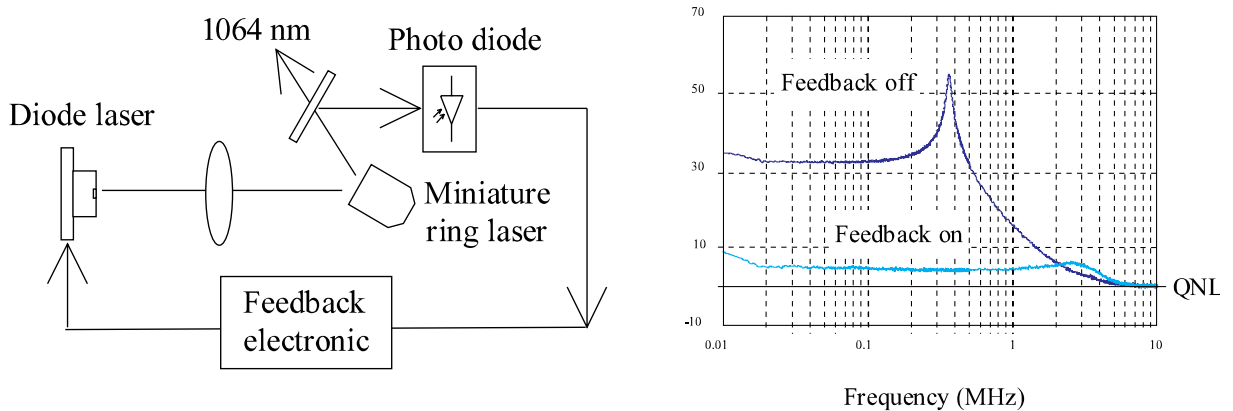 1064 nm
Photo diode
Diode laser
Miniature
ring laser
Feedback
electronic
70
50
30
10
-10
Feedback off
Feedback on
QNL
0.01
0.1
1
10
Frequency (MHz)